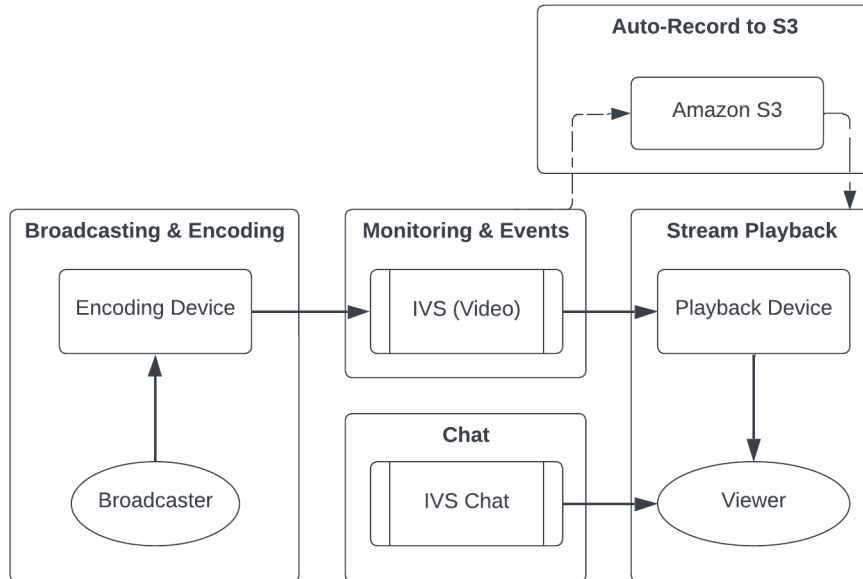 Auto-Record to S3
Amazon S3
Broadcasting & Encoding
Monitoring & Events
Stream Playback
Encoding Device
IVS (Video)
Playback Device
Chat
Broadcaster
IVS Chat
Viewer